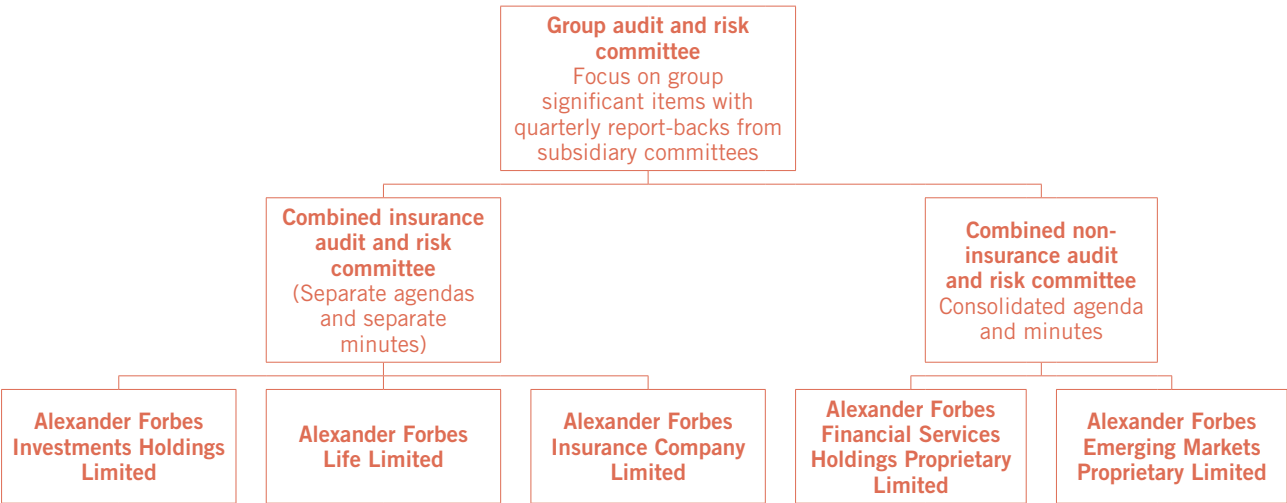 Group audit and risk
committee
Focus on group
significant items with
quarterly report-backs from
subsidiary committees
Combined insurance
audit and risk
committee
(Separate agendas
and separate
minutes)
Combined non-
insurance audit
and risk committee
Consolidated agenda
and minutes
Alexander Forbes
Investments Holdings
Limited
Alexander Forbes
Life Limited
Alexander Forbes
Insurance Company
Limited
Alexander Forbes
Financial Services
Holdings Proprietary
Limited
Alexander Forbes
Emerging Markets
Proprietary Limited